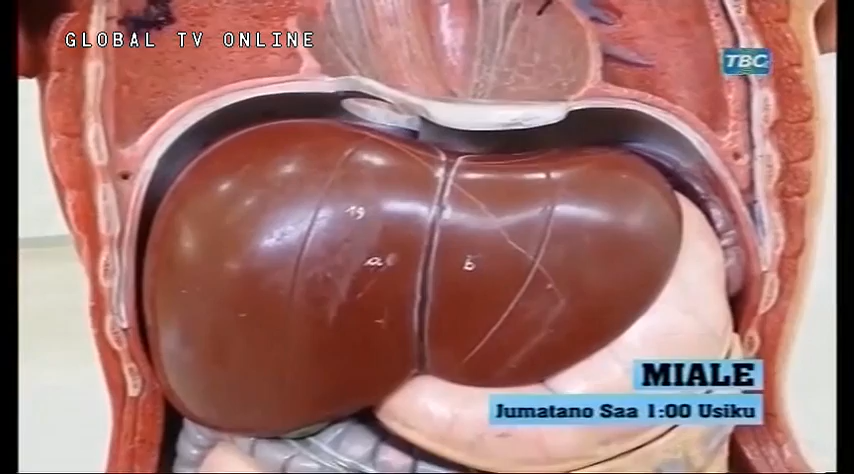 GLOBAL TV ONLINE
TBC
19
a
b
MIALE
Jumatano Saa 1:00 Usiku